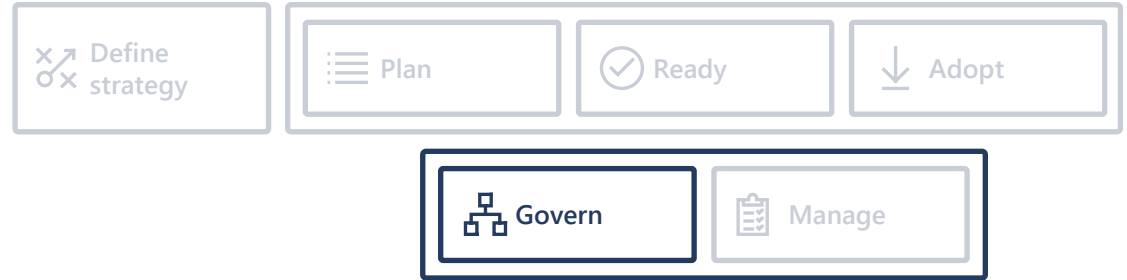 Define
strategy
Plan
Ready
Adopt
Govern
Manage